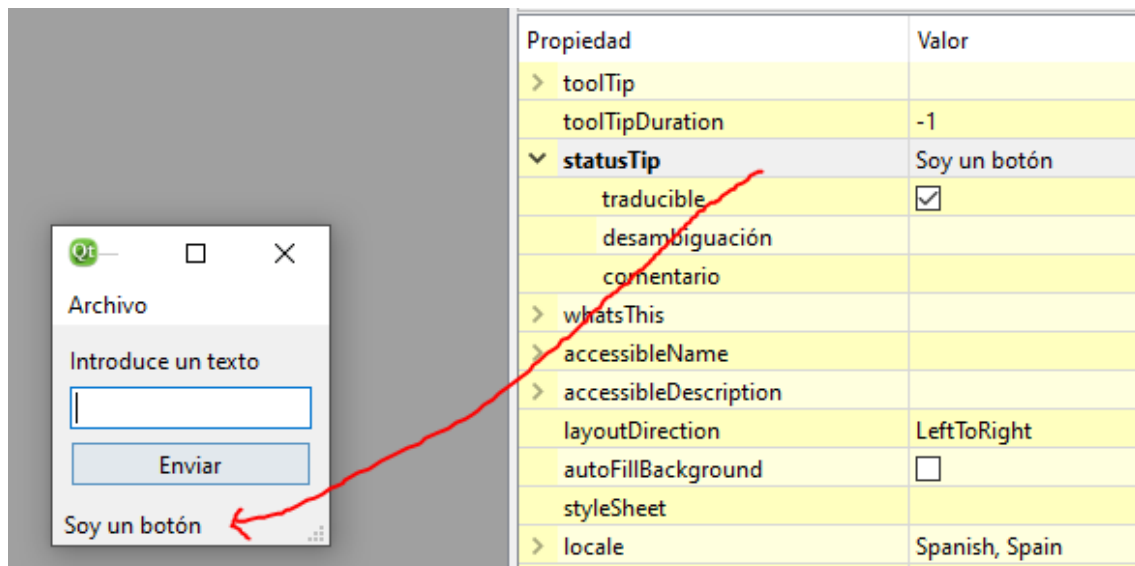 Qt
Archivo
Introduce un texto
Enviar
Soy un botón
Propiedad Valor
toolTip
toolTipDuration -1
statusTip Soy un botón
traducible
desambiguación
comentario
whatsThis
accessibleName
accessibleDescription
layoutDirection LeftToRight
autoFillBackground
styleSheet
locale Spanish, Spain